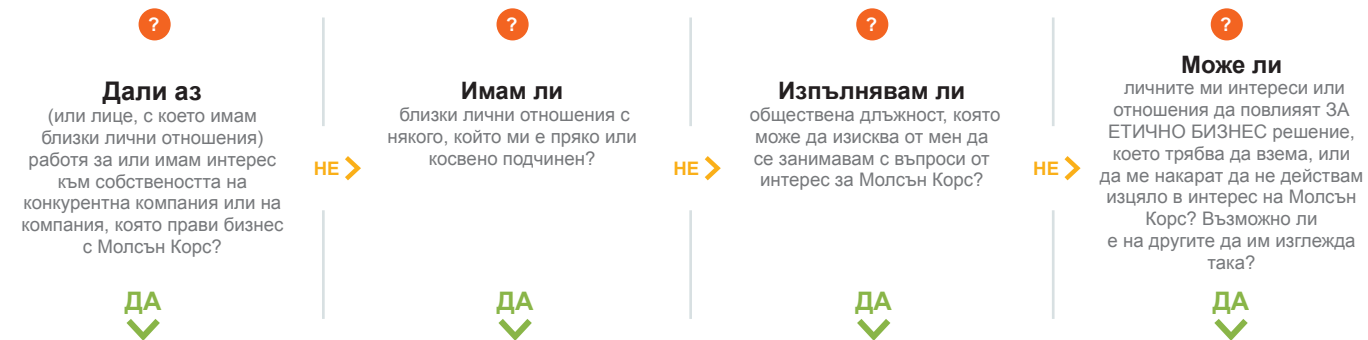 ?
Дали аз
(или лице, с което имам
близки лични отношения)
работя за или имам интерес
към собствеността на
конкурентна компания или на
компания, която прави бизнес
с Молсън Корс?
ДА
НЕ
?
Имам ли
близки лични отношения с
някого, който ми е пряко или
косвено подчинен?
ДА
НЕ
?
Изпълнявам ли
обществена длъжност, която
може да изисква от мен да
се занимавам с въпроси от
интерес за Молсън Корс?
ДА
НЕ
?
Може ли
личните ми интереси или
отношения да повлияят ЗА
ЕТИЧНО БИЗНЕС решение,
което трябва да взема, или
да ме накарат да не действам
изцяло в интерес на Молсън
Корс? Възможно ли
е на другите да им изглежда
така?
ДА